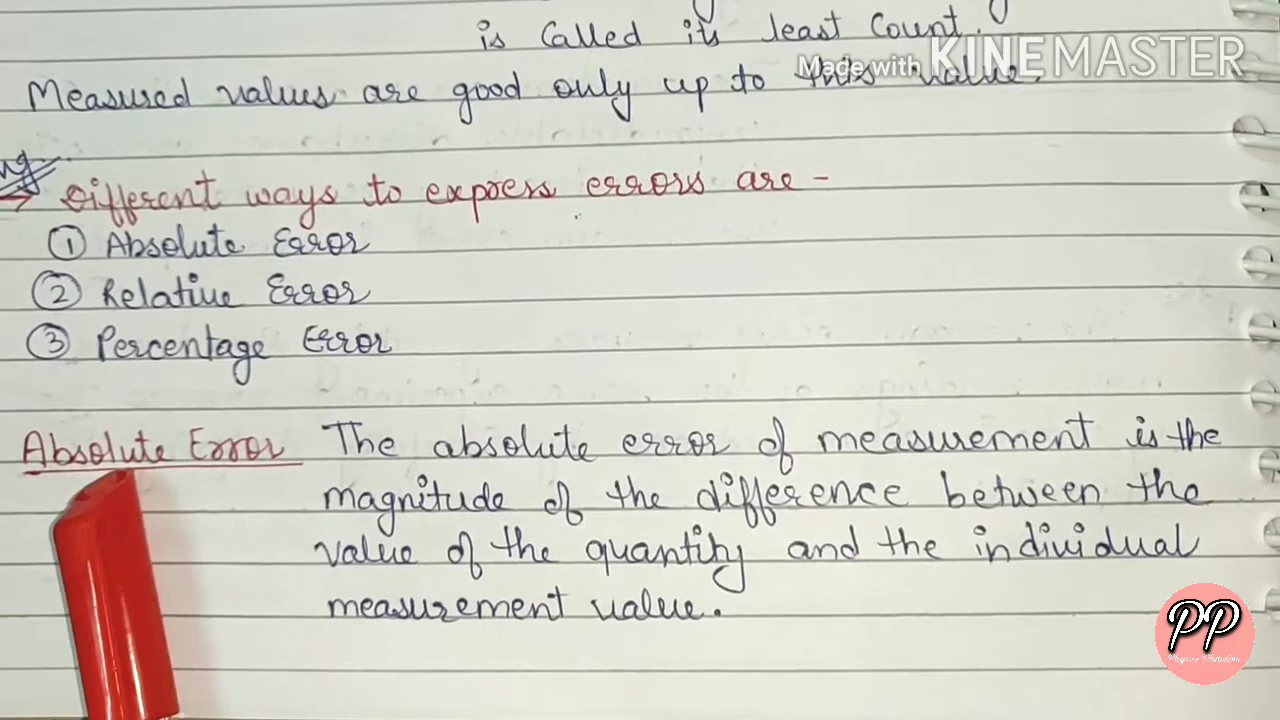 is Called its least Count.
Made with KINEMASTER
Measured values are good only up to this value.
Different ways to express errors are -
① Absolute Error
② Relative Error
③ Percentage Error
Absolute Error The absolute error of measurement is the
magnitude of the difference between the
value of the quantity and the individual
measurement value.
PP